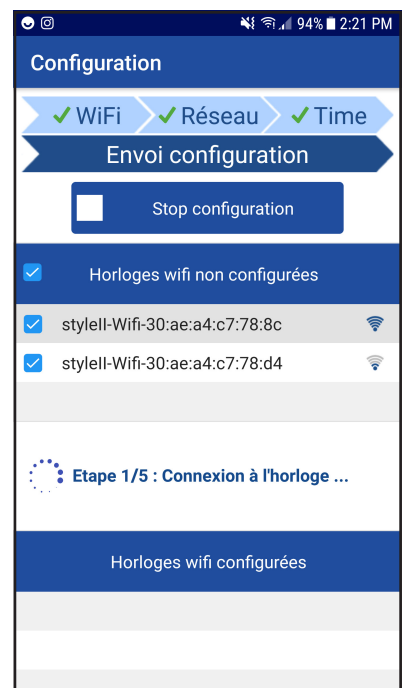 94% 2:21 PM
Configuration
WiFi Réseau Time
Envoi configuration
Stop configuration
Horloges wifi non configurées
styleII-Wifi-30:ae:a4:c7:78:8c
styleII-Wifi-30:ae:a4:c7:78:d4
Etape 1/5 : Connexion à l'horloge ...
Horloges wifi configurées